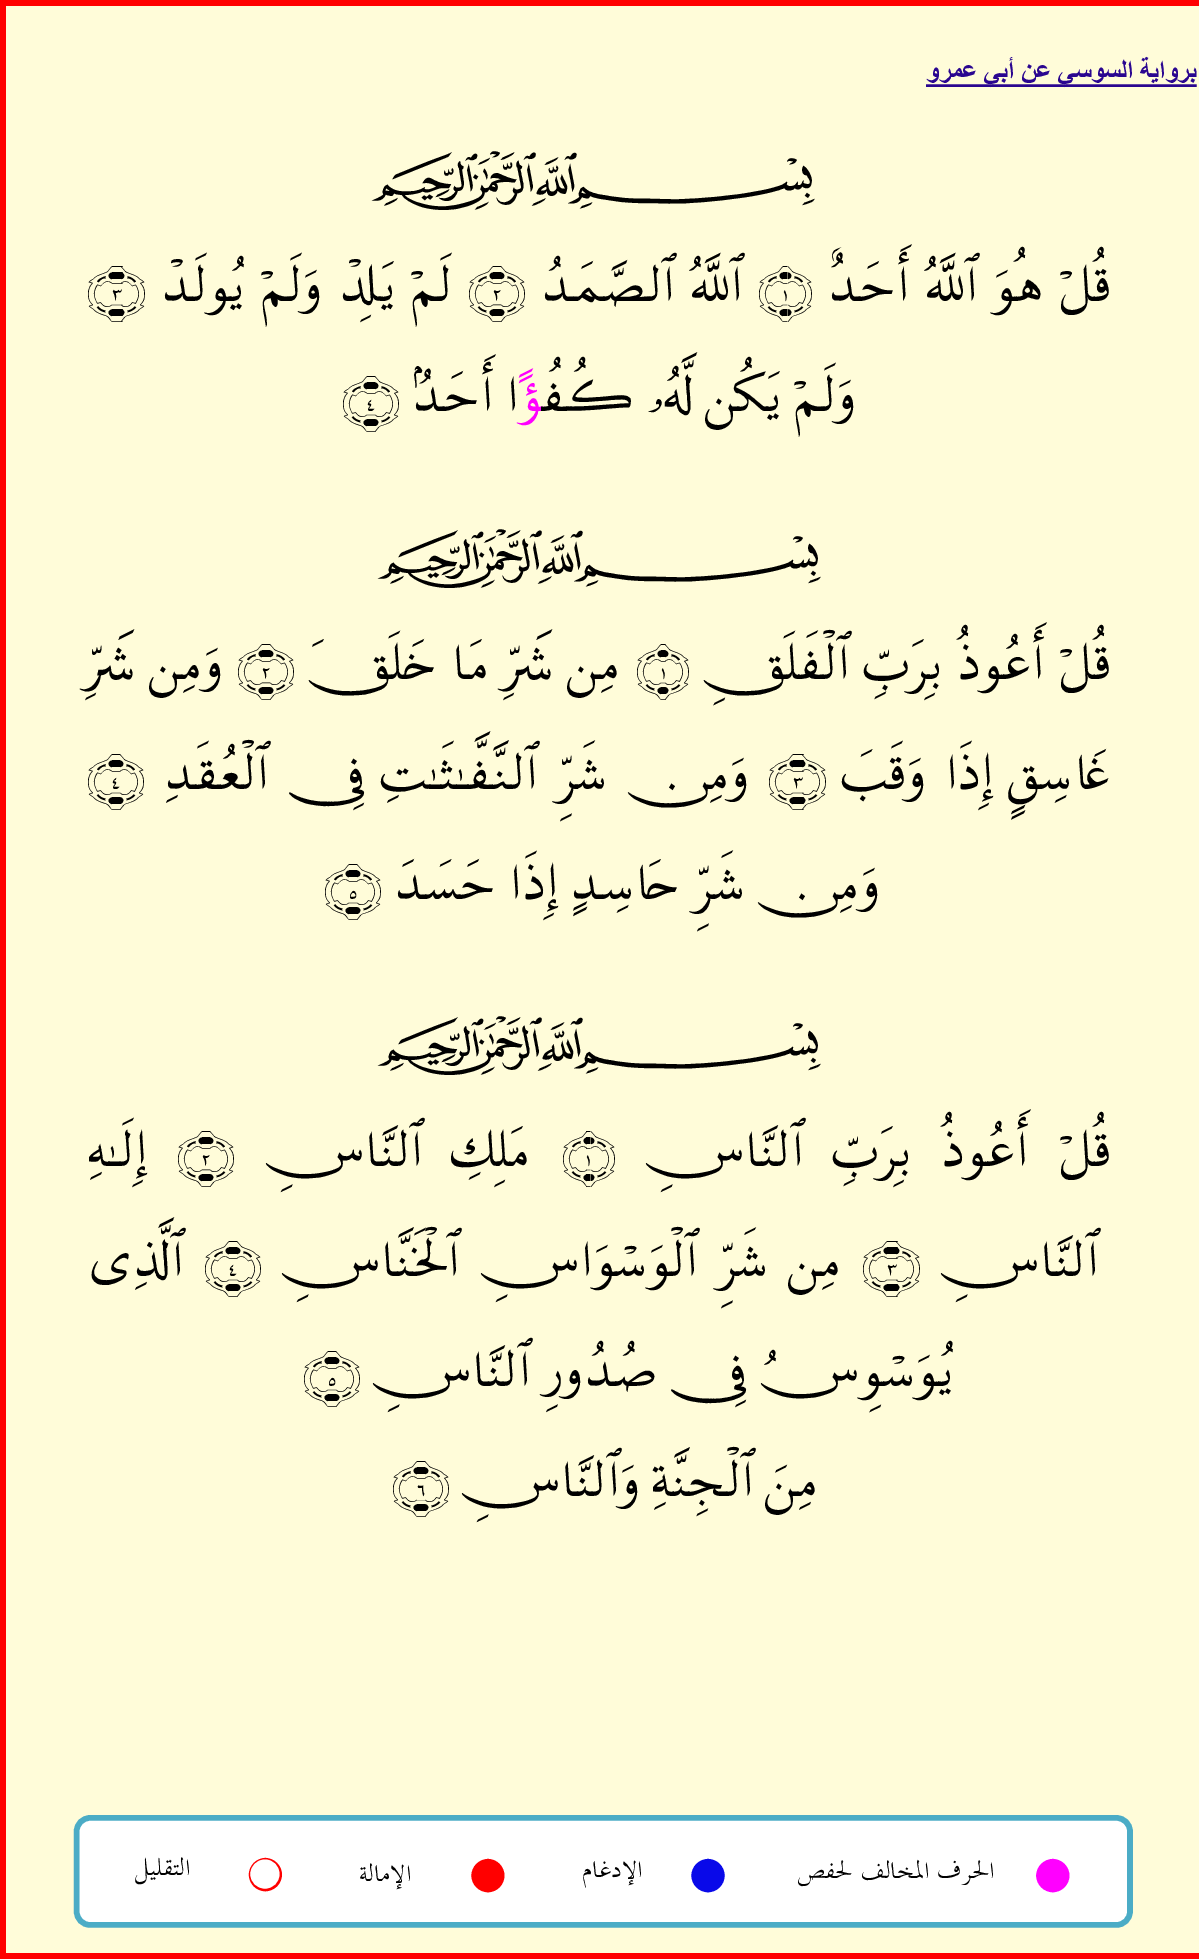 برواية السوسي عن أبي عمرو
بِسْمِ ٱللَّهِ ٱلرَّحْمَٰنِ ٱلرَّحِيمِ
قُلْ هُوَ ٱللَّهُ أَحَدٌ ١ ٱللَّهُ ٱلصَّمَدُ ٢ لَمْ يَلِدْ وَلَمْ يُولَدْ ٣
وَلَمْ يَكُن لَّهُۥ كُفُؤًا أَحَدٌۢ ٤
بِسْمِ ٱللَّهِ ٱلرَّحْمَٰنِ ٱلرَّحِيمِ
قُلْ أَعُوذُ بِرَبِّ ٱلْفَلَقِ ١ مِن شَرِّ مَا خَلَقَ ٢ وَمِن شَرِّ
غَاسِقٍ إِذَا وَقَبَ ٣ وَمِن شَرِّ ٱلنَّفَّـٰثَـٰتِ فِى ٱلْعُقَدِ ٤
وَمِن شَرِّ حَاسِدٍ إِذَا حَسَدَ ٥
بِسْمِ ٱللَّهِ ٱلرَّحْمَٰنِ ٱلرَّحِيمِ
قُلْ أَعُوذُ بِرَبِّ ٱلنَّاسِ ١ مَلِكِ ٱلنَّاسِ ٢ إِلَـٰهِ
ٱلنَّاسِ ٣ مِن شَرِّ ٱلْوَسْوَاسِ ٱلْخَنَّاسِ ٤ ٱلَّذِى
يُوَسْوِسُ فِى صُدُورِ ٱلنَّاسِ ٥
مِنَ ٱلْجِنَّةِ وَٱلنَّاسِ ٦
الحرف المخالف لحفص الإدغام الإمالة التقليل